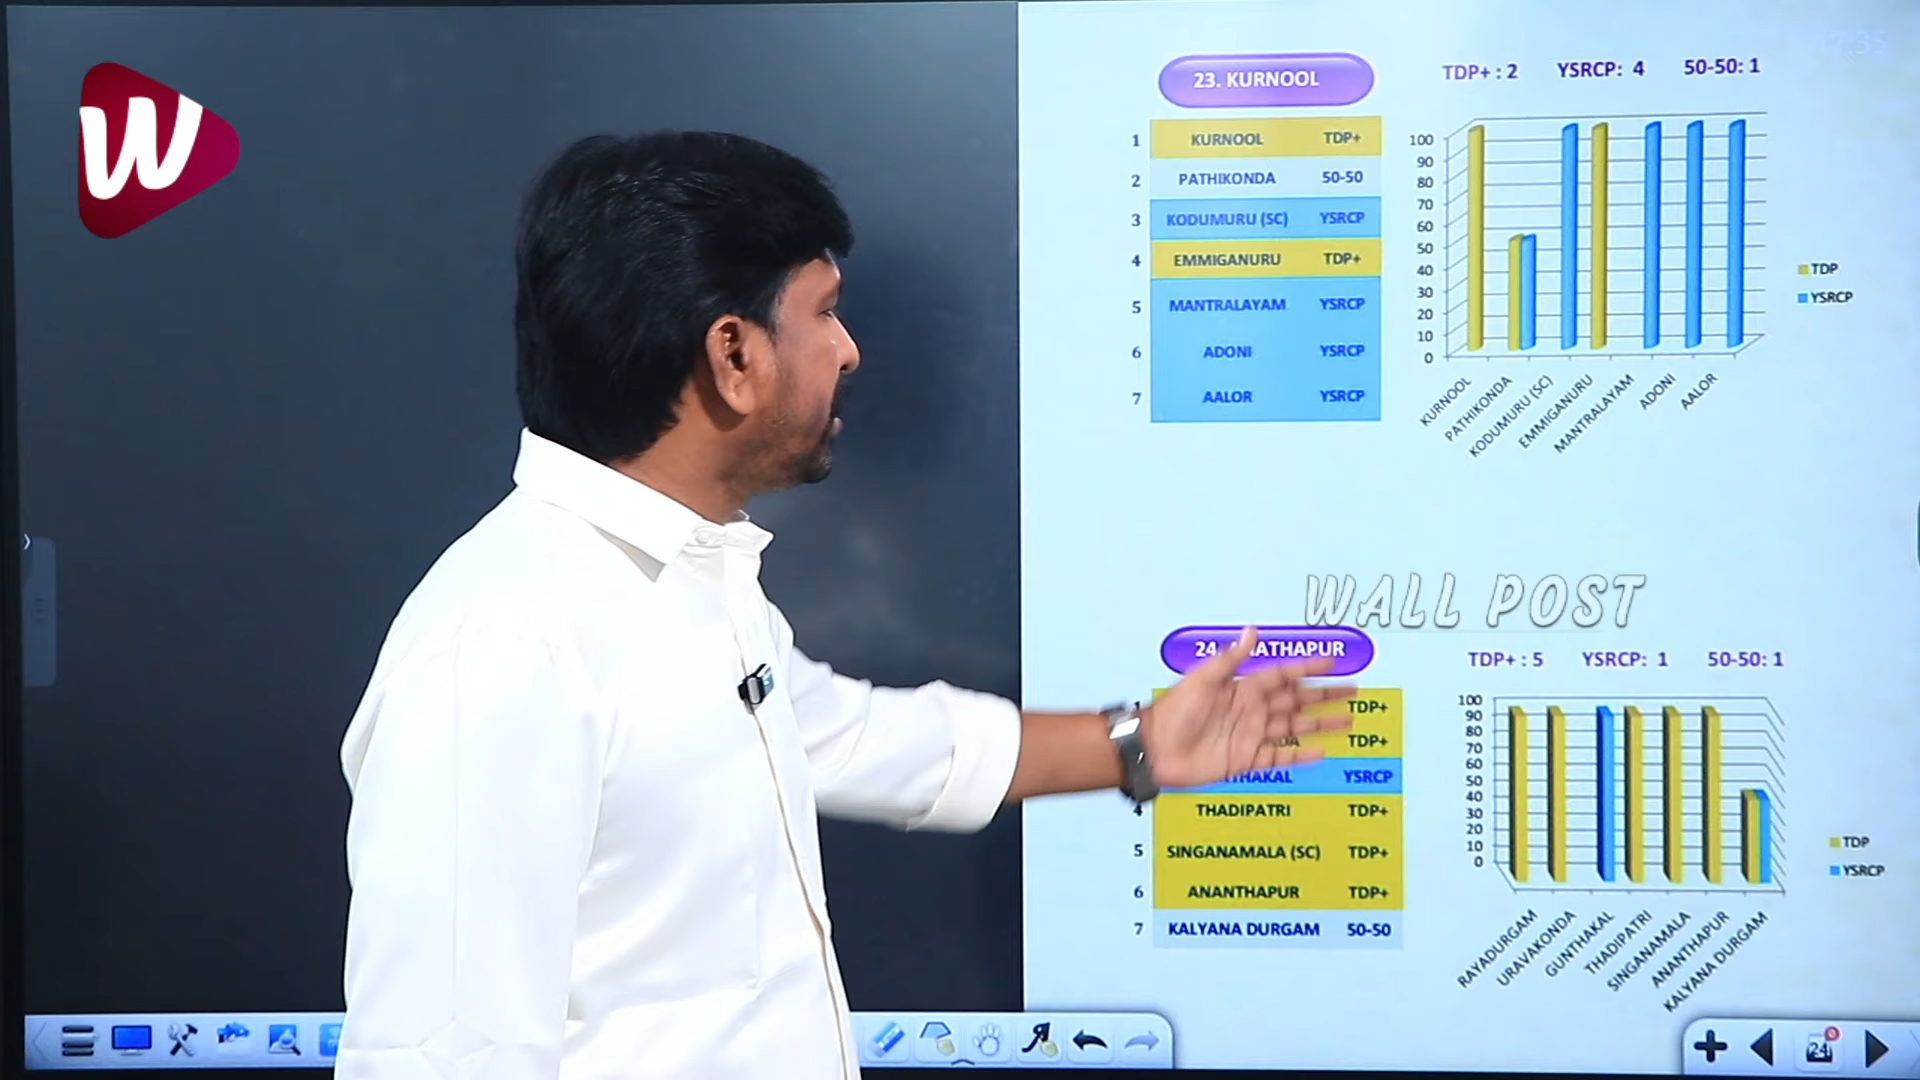 W
23. KURNOOL
TDP+ : 2 YSRCP: 4 50-50: 1
1 KURNOOL TDP+
2 PATHIKONDA 50-50
3 KODUMURU (SC) YSRCP
4 EMMIGANURU TDP+
5 MANTRALAYAM YSRCP
6 ADONI YSRCP
7 AALOR YSRCP
100
90
80
70
60
50
40
30
20
10
0
KURNOOL
PATHIKONDA
KODUMURU (SC)
EMMIGANURU
MANTRALAYAM
ADONI
AALOR
TDP
YSRCP
WALL POST
24. NATHAPUR
TDP+ : 5 YSRCP: 1 50-50: 1
1 TDP+
TDP+
THAKAL YSRCP
4 THADIPATRI TDP+
5 SINGANAMALA (SC) TDP+
6 ANANTHAPUR TDP+
7 KALYANA DURGAM 50-50
100
90
80
70
60
50
40
30
20
10
0
RAYADURGAM
URAVAKONDA
GUNTHAKAL
THADIPATRI
SINGANAMALA
ANANTHAPUR
KALYANA DURGAM
TDP
YSRCP
24